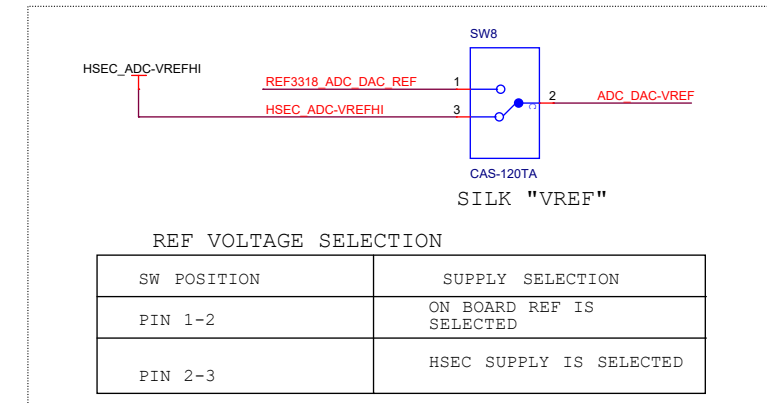 SW8
HSEC_ADC-VREFHI
REF3318_ADC_DAC_REF 1
2 ADC_DAC-VREF
HSEC_ADC-VREFHI 3
CAS-120TA
SILK "VREF"
REF VOLTAGE SELECTION
SW POSITION SUPPLY SELECTION
PIN 1-2 ON BOARD REF IS
SELECTED
PIN 2-3 HSEC SUPPLY IS SELECTED